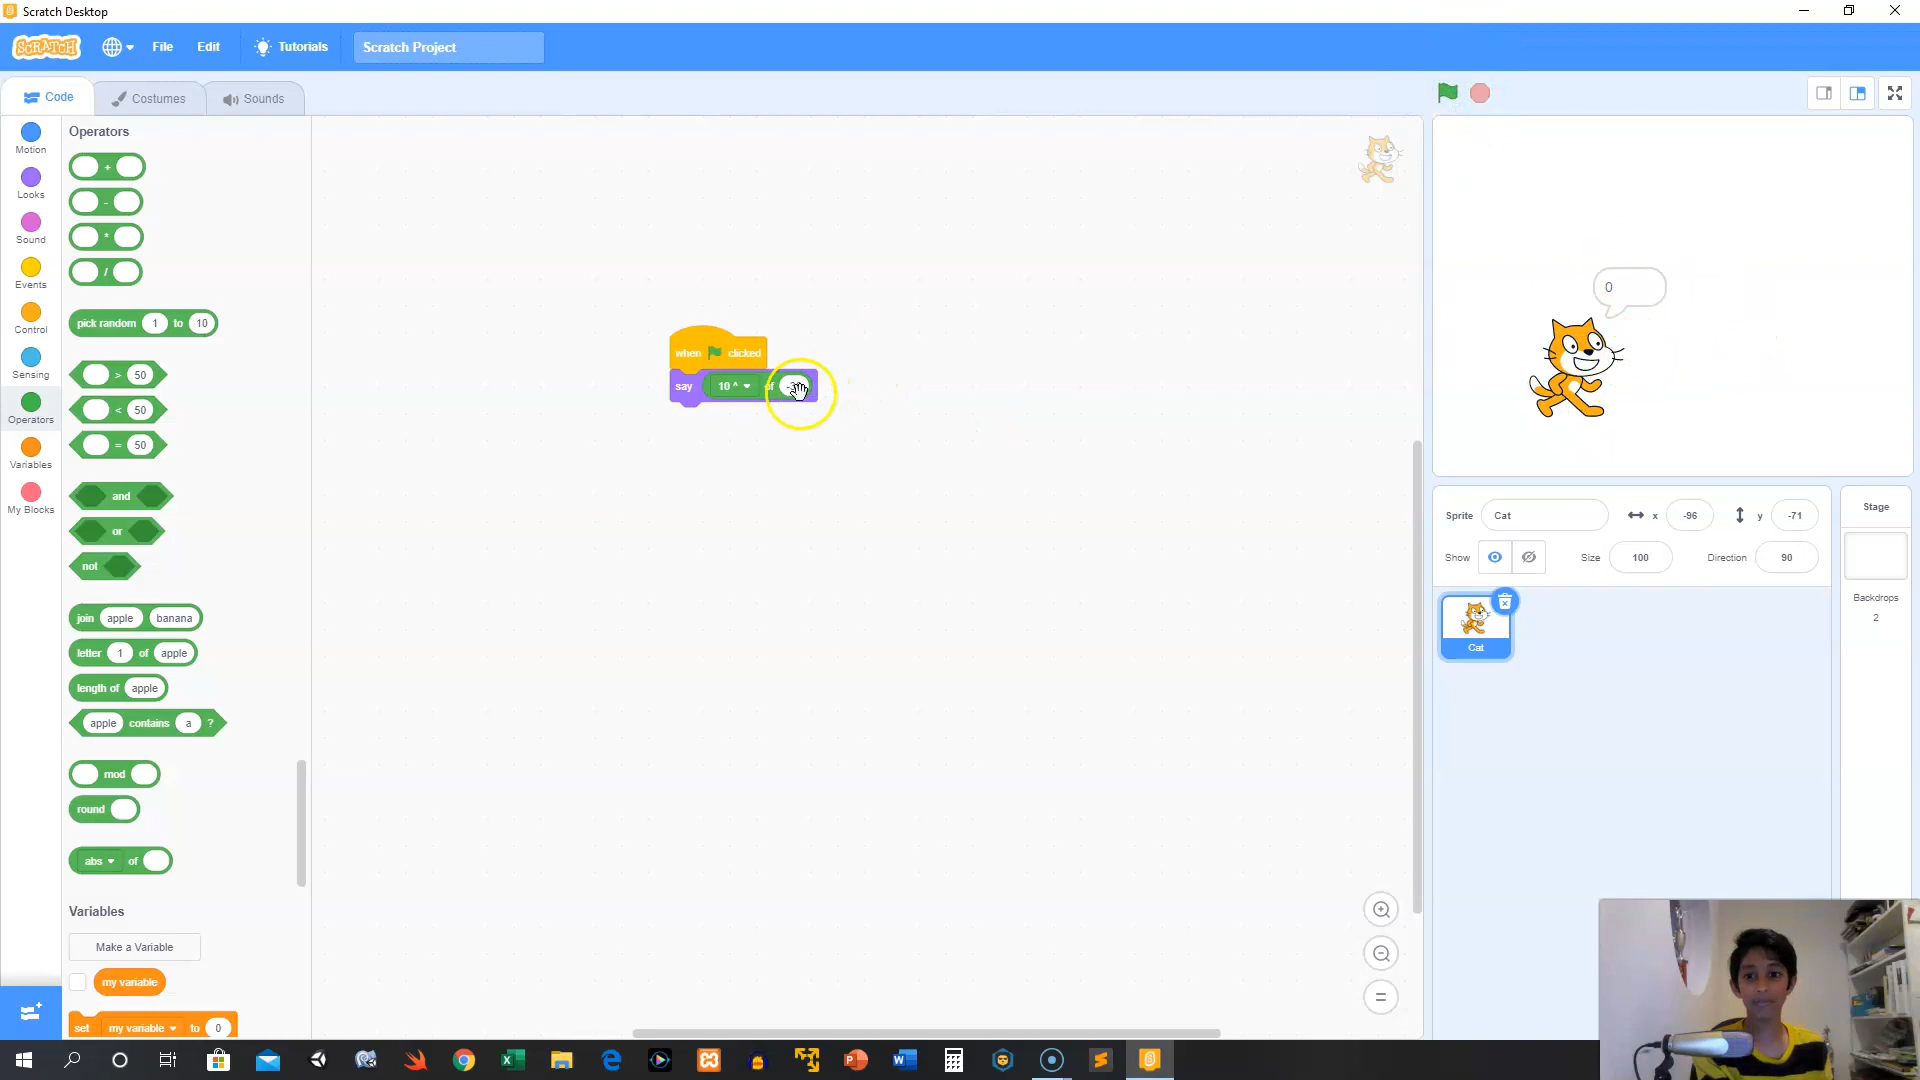 Scratch Desktop
SCRATCH
File
Edit
Tutorials
Scratch Project
Code
Costumes
Sounds
Motion
Looks
Sound
Events
Control
Sensing
Operators
Variables
My Blocks
Operators
+
-
*
/
pick random 1 to 10
> 50
< 50
= 50
and
or
not
join apple banana
letter 1 of apple
length of apple
apple contains a ?
mod
round
abs of
Variables
Make a Variable
my variable
set my variable to 0
when clicked
say 10 ^ of
0
Sprite Cat x -96 y -71
Show Size 100 Direction 90
Cat
Stage
Backdrops
2